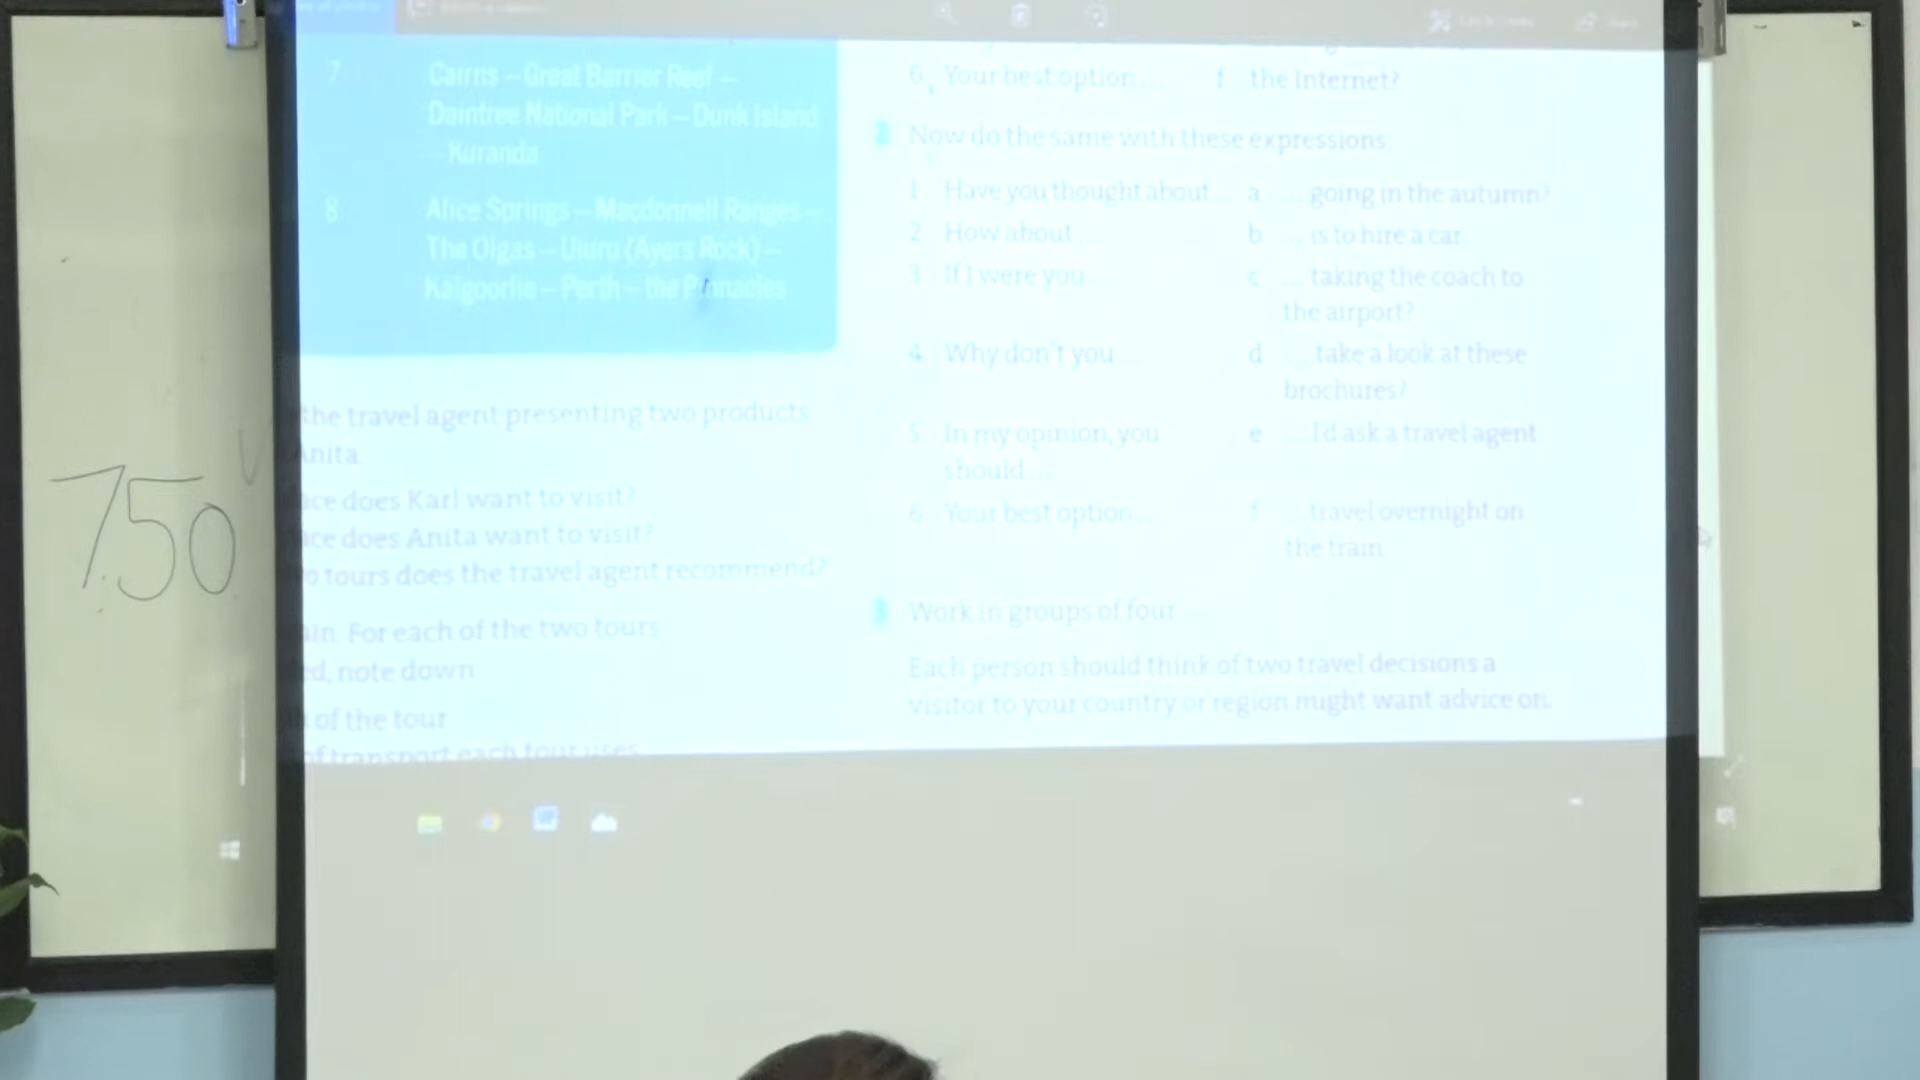 750
7 Cairns – Great Barrier Reef –
Daintree National Park – Dunk Island
– Kuranda
8 Alice Springs – Macdonnell Ranges –
The Olgas – Uluru (Ayers Rock) –
Kalgoorlie – Perth – the Pinnacles
the travel agent presenting two products
Anita.
ce does Karl want to visit?
ce does Anita want to visit?
o tours does the travel agent recommend?
ain. For each of the two tours
ed, note down
of the tour
of transport each tour uses
6. Your best option ... f the Internet?
2 Now do the same with these expressions.
1. Have you thought about ... a ... going in the autumn?
2. How about ... b ... is to hire a car.
3. If I were you ... c ... taking the coach to
the airport?
4. Why don't you ... d ... take a look at these
brochures?
5. In my opinion, you e ... I'd ask a travel agent.
should ...
6. Your best option ... f ... travel overnight on
the train.
3 Work in groups of four.
Each person should think of two travel decisions a
visitor to your country or region might want advice on.